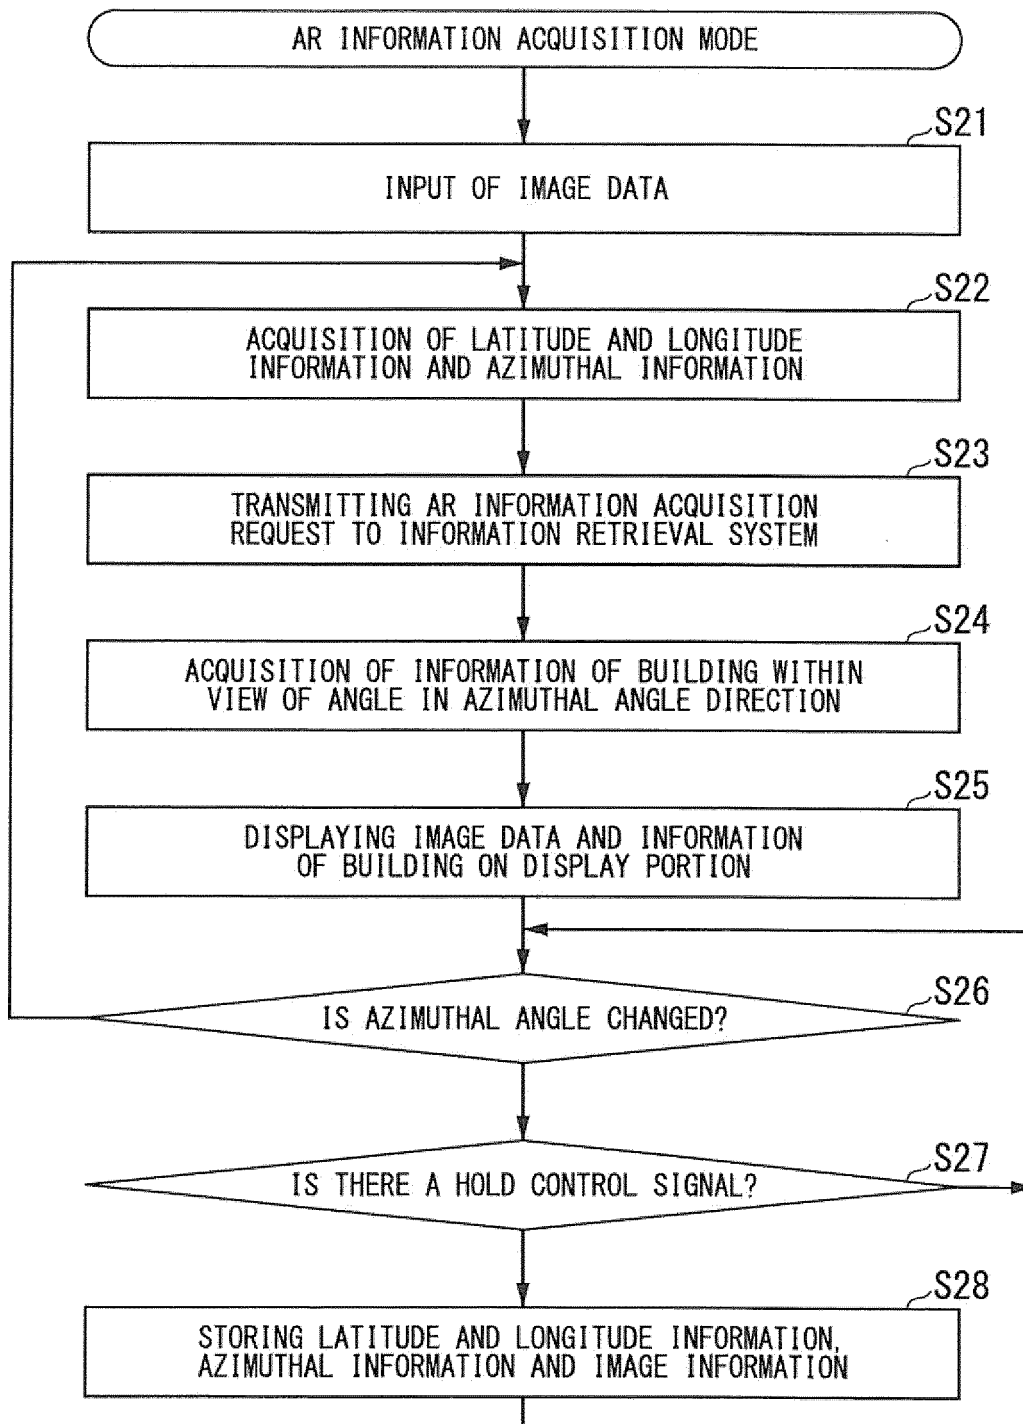 AR INFORMATION ACQUISITION MODE
S21
INPUT OF IMAGE DATA
S22
ACQUISITION OF LATITUDE AND LONGITUDE
INFORMATION AND AZIMUTHAL INFORMATION
S23
TRANSMITTING AR INFORMATION ACQUISITION
REQUEST TO INFORMATION RETRIEVAL SYSTEM
S24
ACQUISITION OF INFORMATION OF BUILDING WITHIN
VIEW OF ANGLE IN AZIMUTHAL ANGLE DIRECTION
S25
DISPLAYING IMAGE DATA AND INFORMATION
OF BUILDING ON DISPLAY PORTION
S26
IS AZIMUTHAL ANGLE CHANGED?
S27
IS THERE A HOLD CONTROL SIGNAL?
S28
STORING LATITUDE AND LONGITUDE INFORMATION,
AZIMUTHAL INFORMATION AND IMAGE INFORMATION